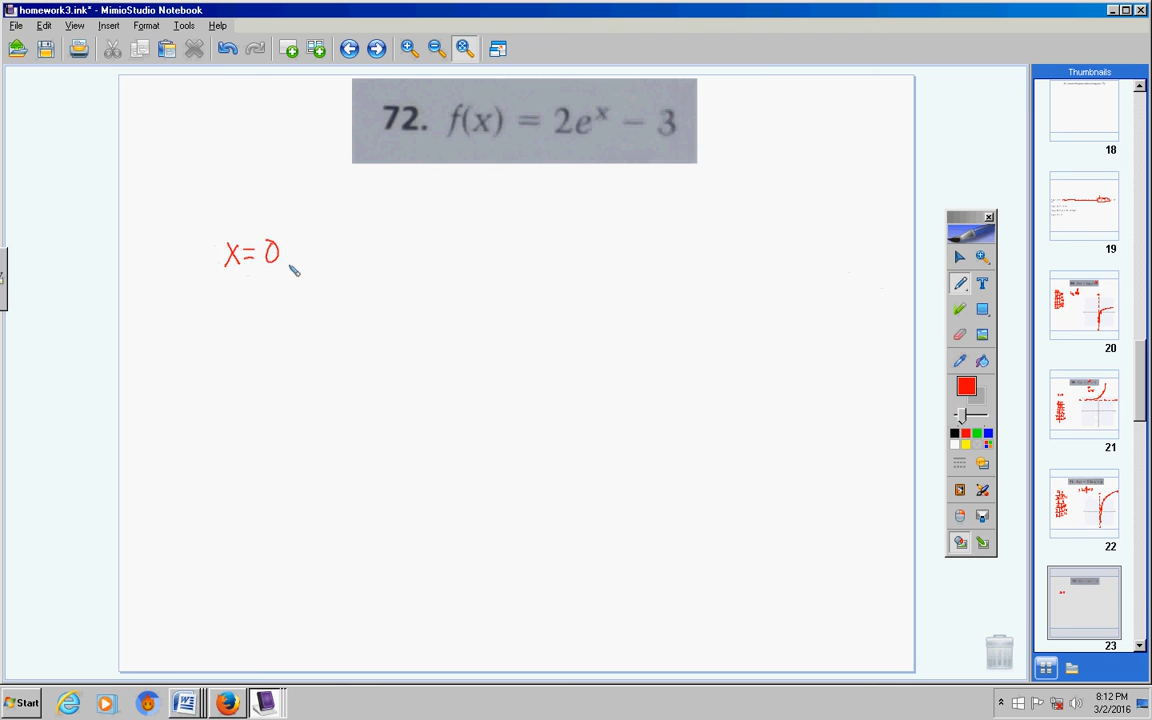 homework3.ink* - MimioStudio Notebook
File Edit View Insert Format Tools Help
72. f(x) = 2eˣ − 3
x = 0
Thumbnails
18
19
20
21
22
23
Start
8:12 PM
3/2/2016